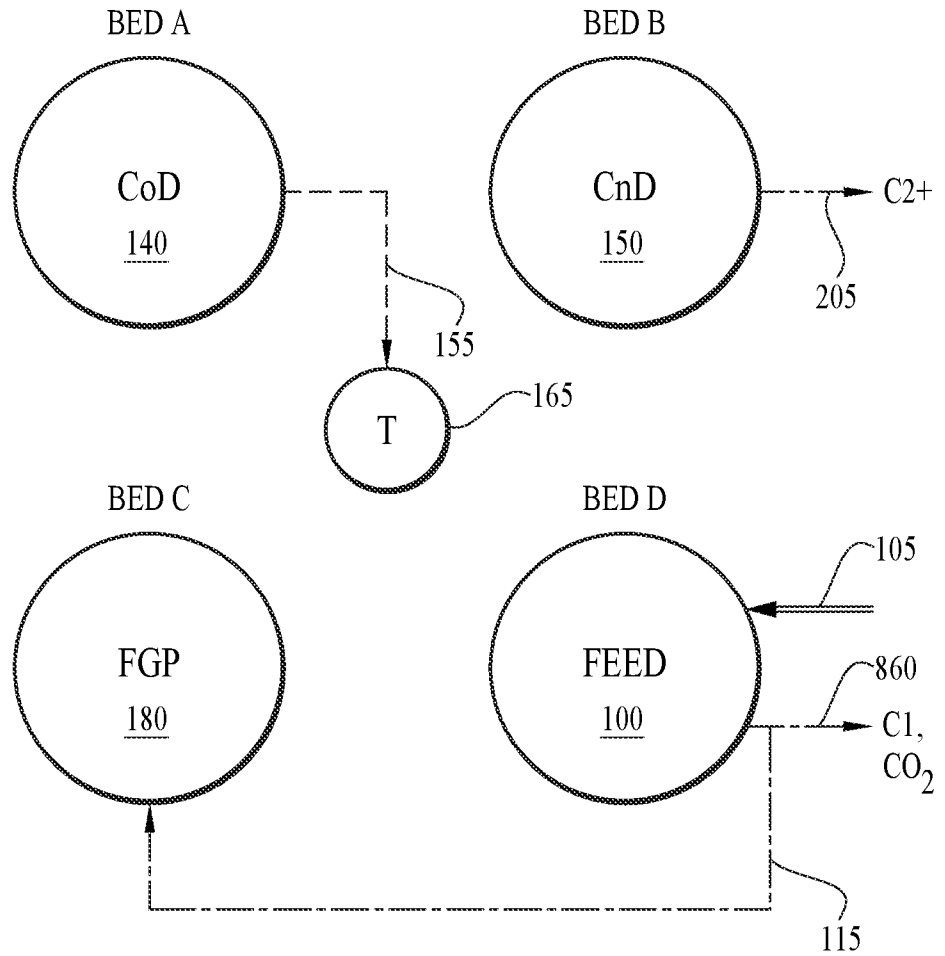 BED A
BED B
CoD
140
CnD
150
C2+
205
155
T
165
BED C
BED D
105
FGP
180
FEED
100
860
C1,
CO2
115